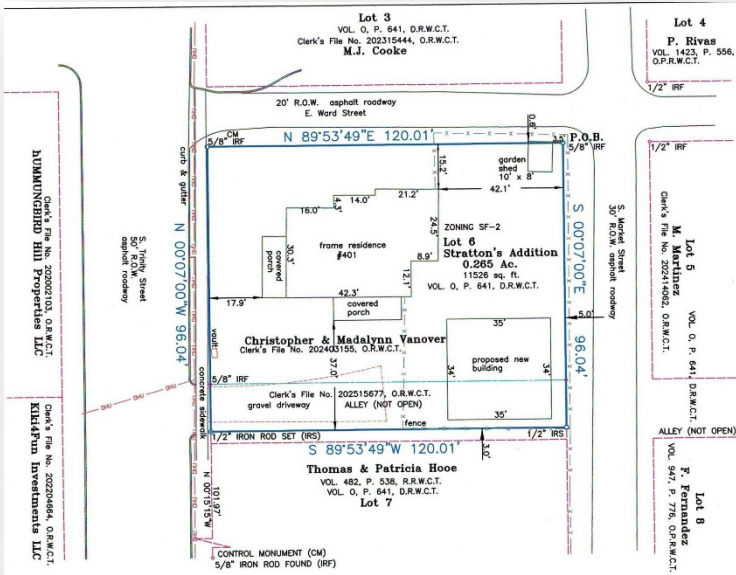 Lot 3
VOL. O, P. 641, D.R.W.C.T.
Clerk's File No. 202315444, O.R.W.C.T.
M.J. Cooke
Lot 4
P. Rivas
VOL. 1423, P. 556,
O.P.R.W.C.T.
1/2" IRF
20' R.O.W. asphalt roadway
E. Ward Street
CM
5/8" IRF
N 89°53'49"E 120.01'
0.6'
3.5'
P.O.B.
5/8" IRF
1/2" IRF
hUMMUNGBIRD Hill Properties LLC
Clerk's File No. 202002103, O.R.W.C.T.
S. Trinity Street
50' R.O.W.
asphalt roadway
curb & gutter
N 00°07'00"W 96.04'
15.2'
garden
shed
10' x 8'
42.1'
21.2'
14.0'
4.3'
16.0'
24.5'
30.3'
covered
porch
frame residence
#401
8.9'
12.1'
17.9'
42.3'
covered
porch
ZONING SF-2
Lot 6
Stratton's Addition
0.265 Ac.
11526 sq. ft.
VOL. O, P. 641, D.R.W.C.T.
S 00°07'00"E 96.04'
S. Market Street
30' R.O.W. asphalt roadway
Lot 5
M. Martinez
Clerk's File No. 202414062, O.R.W.C.T.
VOL. O, P. 641, D.R.W.C.T.
5.0'
vault
Christopher & Madalynn Vanover
Clerk's File No. 202403155, O.R.W.C.T.
37.0'
35'
34'
proposed new
building
34'
35'
5/8" IRF
Clerk's File No. 202515677, O.R.W.C.T.
gravel driveway
ALLEY (NOT OPEN)
fence
OHU
OHU
concrete sidewalk
1/2" IRON ROD SET (IRS)
1/2" IRS
ALLEY (NOT OPEN)
S 89°53'49"W 120.01'
3.0'
Kiki4Fun Investments LLC
Clerk's File No. 202204664, O.R.W.C.T.
N 00°15'15"W
101.97'
Thomas & Patricia Hooe
VOL. 482, P. 538, R.R.W.C.T.
VOL. O, P. 641, D.R.W.C.T.
Lot 7
Lot 8
F. Fernandez
VOL. 947, P. 776, O.P.R.W.C.T.
CONTROL MONUMENT (CM)
5/8" IRON ROD FOUND (IRF)